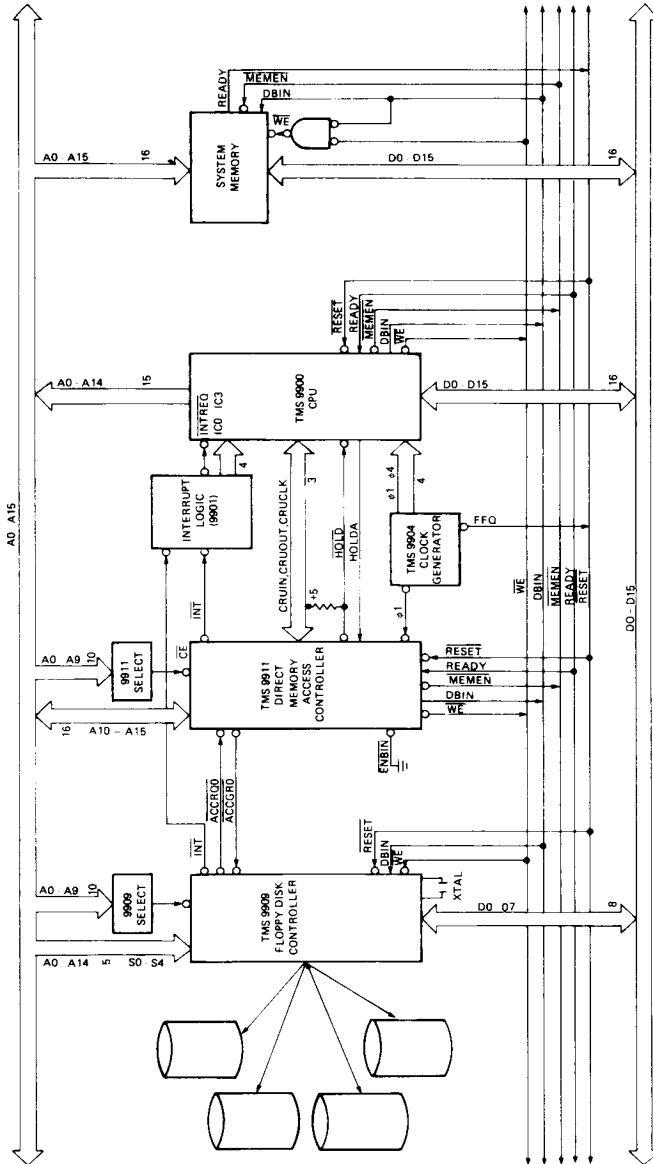 A0 - A15
A0 - A14
5
S0 - S4
A0 - A9
10
9909
SELECT
TMS 9909
FLOPPY DISK
CONTROLLER
INT
ACCRQ0
ACCGR0
RESET
DBIN
WE
XTAL
D0 - D7
8
16
A10 - A15
A0 - A9
10
9911
SELECT
CE
TMS 9911
DIRECT
MEMORY
ACCESS
CONTROLLER
ENBIN
INT
RESET
READY
MEMEN
DBIN
WE
INTERRUPT
LOGIC
(9901)
INTREQ
IC0 IC3
4
CRUIN,CRUOUT,CRUCLK
3
+5
HOLD
HOLDA
φ1
φ1 φ4
4
TMS 9904
CLOCK
GENERATOR
FFQ
A0 - A14
15
TMS 9900
CPU
RESET
READY
MEMEN
DBIN
WE
D0 - D15
16
A0 - A15
16
SYSTEM
MEMORY
READY
MEMEN
DBIN
WE
D0 - D15
16
WE
DBIN
MEMEN
READY
RESET
D0 - D15